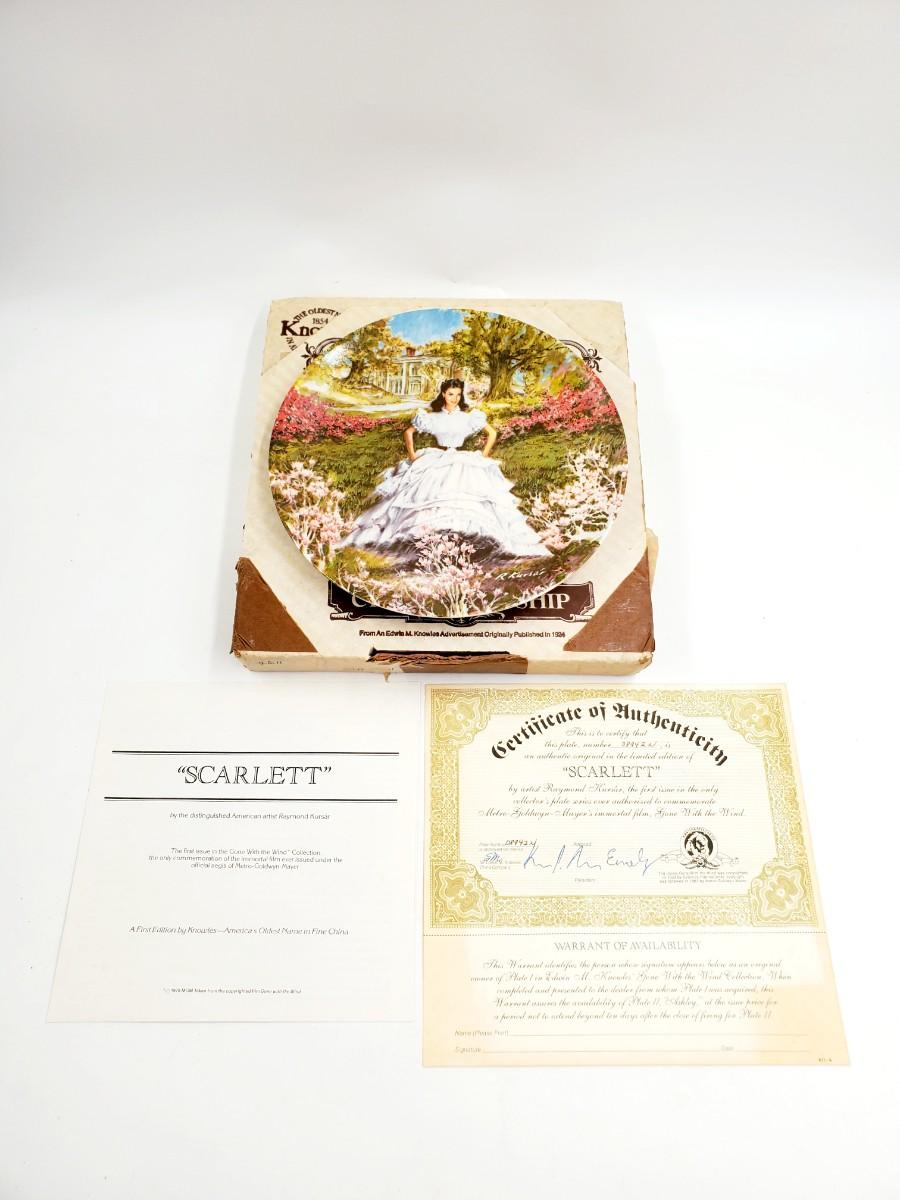 THE OLDEST
1854
R. Kursar
SHIP
From An Edwin M. Knowles Advertisement Originally Published In 1924
"SCARLETT"
by the distinguished American artist Raymond Kursár
The first issue in the Gone With the Wind™ Collection,
the only commemoration of the immortal film ever issued under the
official aegis of Metro-Goldwyn Mayer
A First Edition by Knowles—America's Oldest Name in Fine China
Certificate of Authenticity
This is to certify that
this plate, number, is
an authentic original in the limited edition of
"SCARLETT"
by artist Raymond Kursár, the first issue in the only
collector's plate series ever authorized to commemorate
Metro-Goldwyn-Mayer's immortal film, Gone With the Wind.
President
WARRANT OF AVAILABILITY
This Warrant identifies the person whose signature appears below as an original
owner of Plate I in Edwin M. Knowles' Gone With the Wind Collection. When
completed and presented to the dealer from whom Plate I was acquired, this
Warrant assures the availability of Plate II, "Ashley," at the issue price for
a period not to extend beyond ten days after the close of firing for Plate II
Name (Please Print)
Signature Date